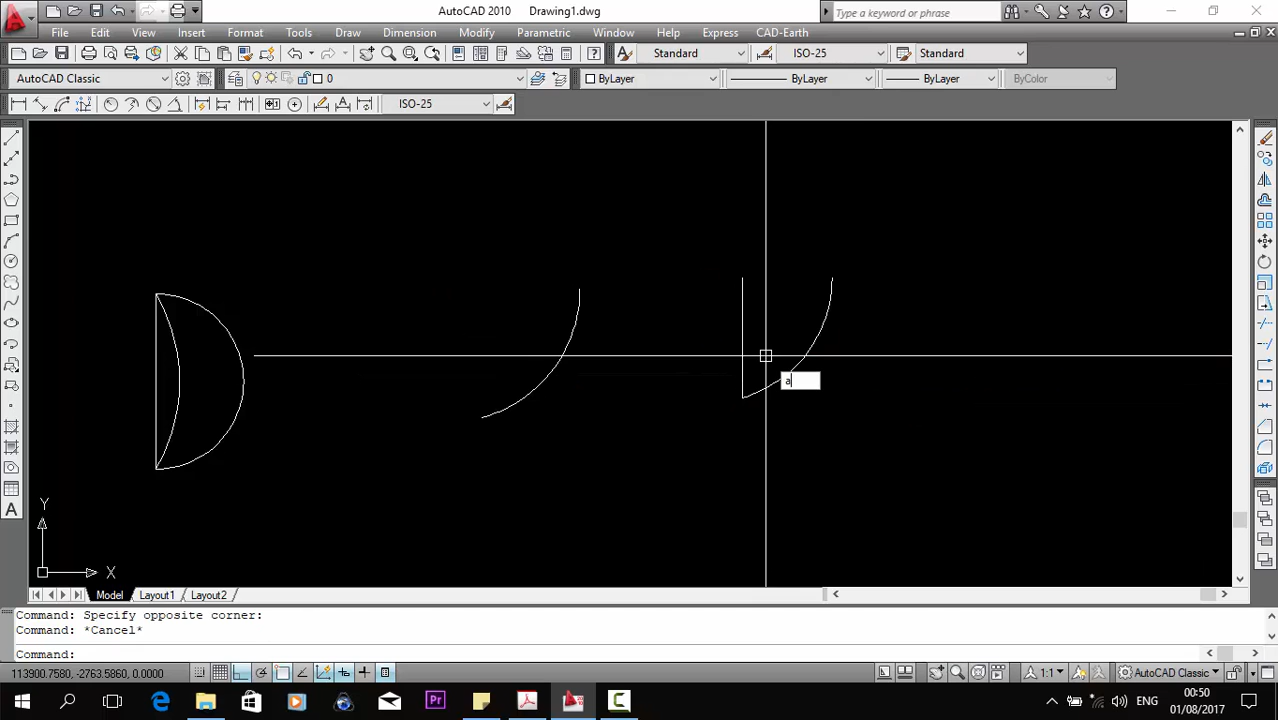 AutoCAD 2010 Drawing1.dwg
Type a keyword or phrase
File Edit View Insert Format Tools Draw Dimension Modify Parametric Window Help Express CAD-Earth
Standard ISO-25 Standard
AutoCAD Classic 0 ByLayer ByLayer ByLayer ByColor
ISO-25
a
Y
X
A
Model Layout1 Layout2
Command: Specify opposite corner:
Command: *Cancel*
Command:
113900.7580, -2763.5860, 0.0000 1:1 AutoCAD Classic
Pr ENG
00:50
01/08/2017